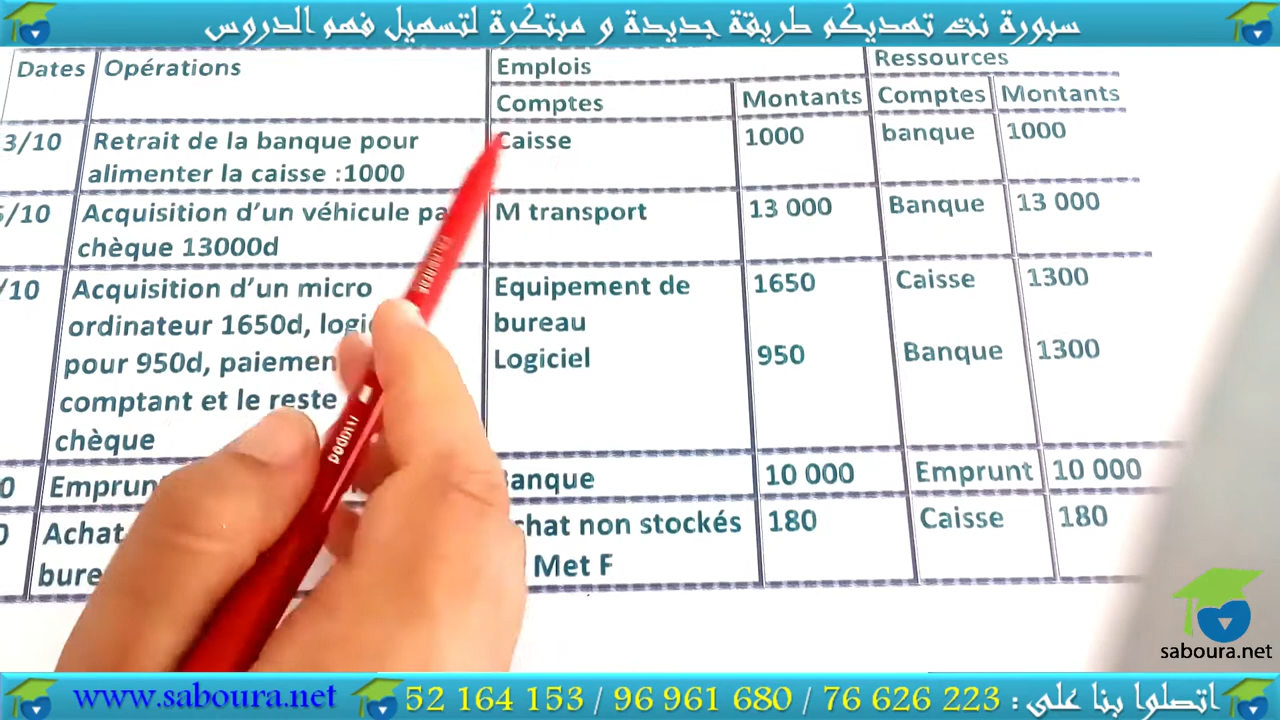 سبورة نت تهديكم طريقة جديدة و مبتكرة لتسهيل فهم الدروس
Dates Opérations Emplois Ressources
Comptes Montants Comptes Montants
3/10 Retrait de la banque pour Caisse 1000 banque 1000
alimenter la caisse :1000
/10 Acquisition d'un véhicule pa M transport 13 000 Banque 13 000
chèque 13000d
/10 Acquisition d'un micro Equipement de 1650 Caisse 1300
ordinateur 1650d, logi bureau
pour 950d, paiemen Logiciel 950 Banque 1300
comptant et le reste
chèque
0 Emprun Banque 10 000 Emprunt 10 000
Achat chat non stockés 180 Caisse 180
bure Met F
saboura.net
www.saboura.net 52 164 153 / 96 961 680 / 76 626 223 : اتصلوا بنا على